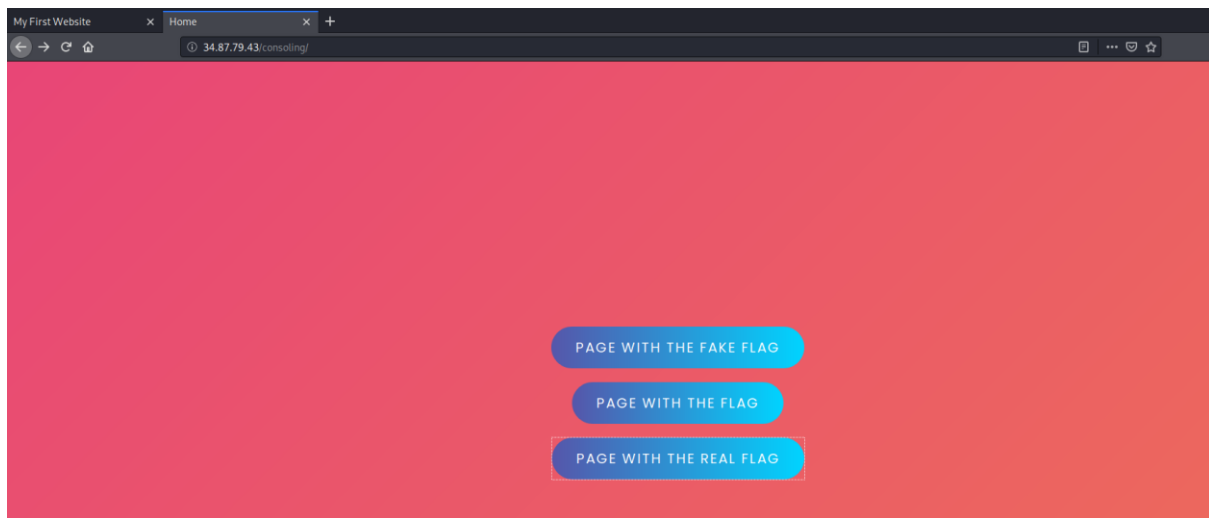 My First Website
Home
34.87.79.43/consoling/
PAGE WITH THE FAKE FLAG
PAGE WITH THE FLAG
PAGE WITH THE REAL FLAG